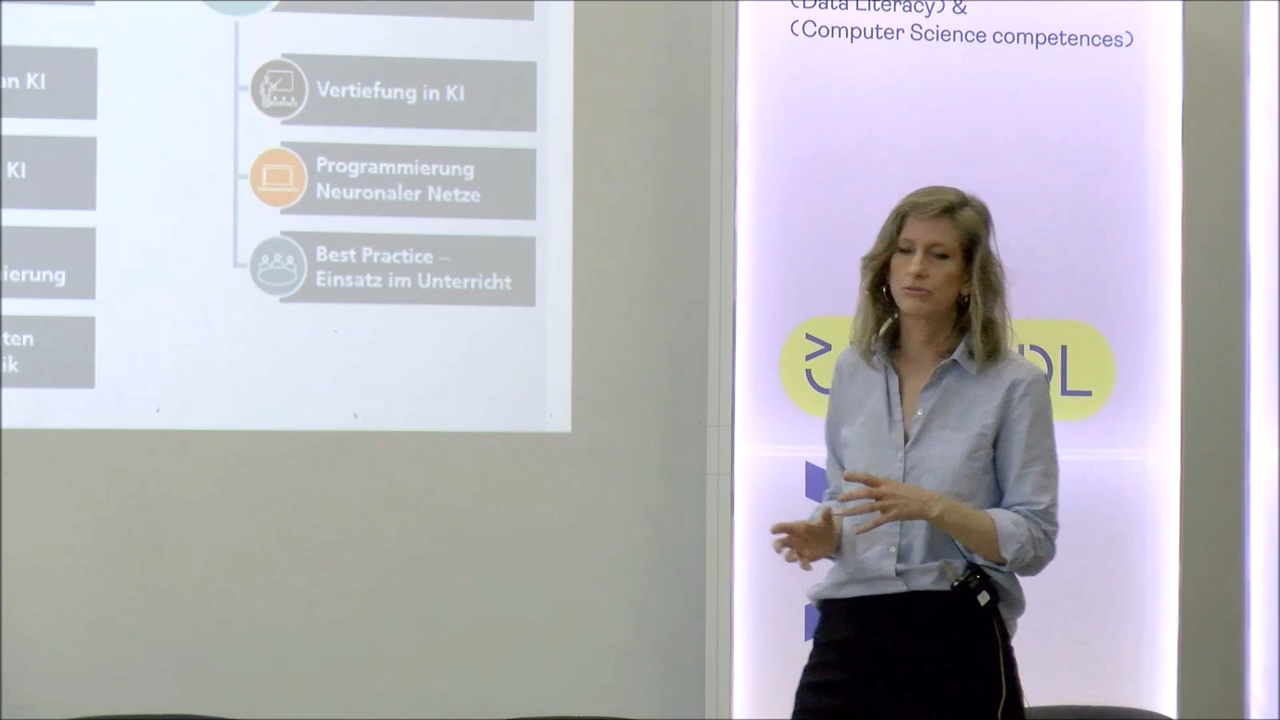 an KI
KI
ierung
ten
ik
Vertiefung in KI
Programmierung
Neuronaler Netze
Best Practice –
Einsatz im Unterricht
(Data Literacy) &
(Computer Science competences)
DL